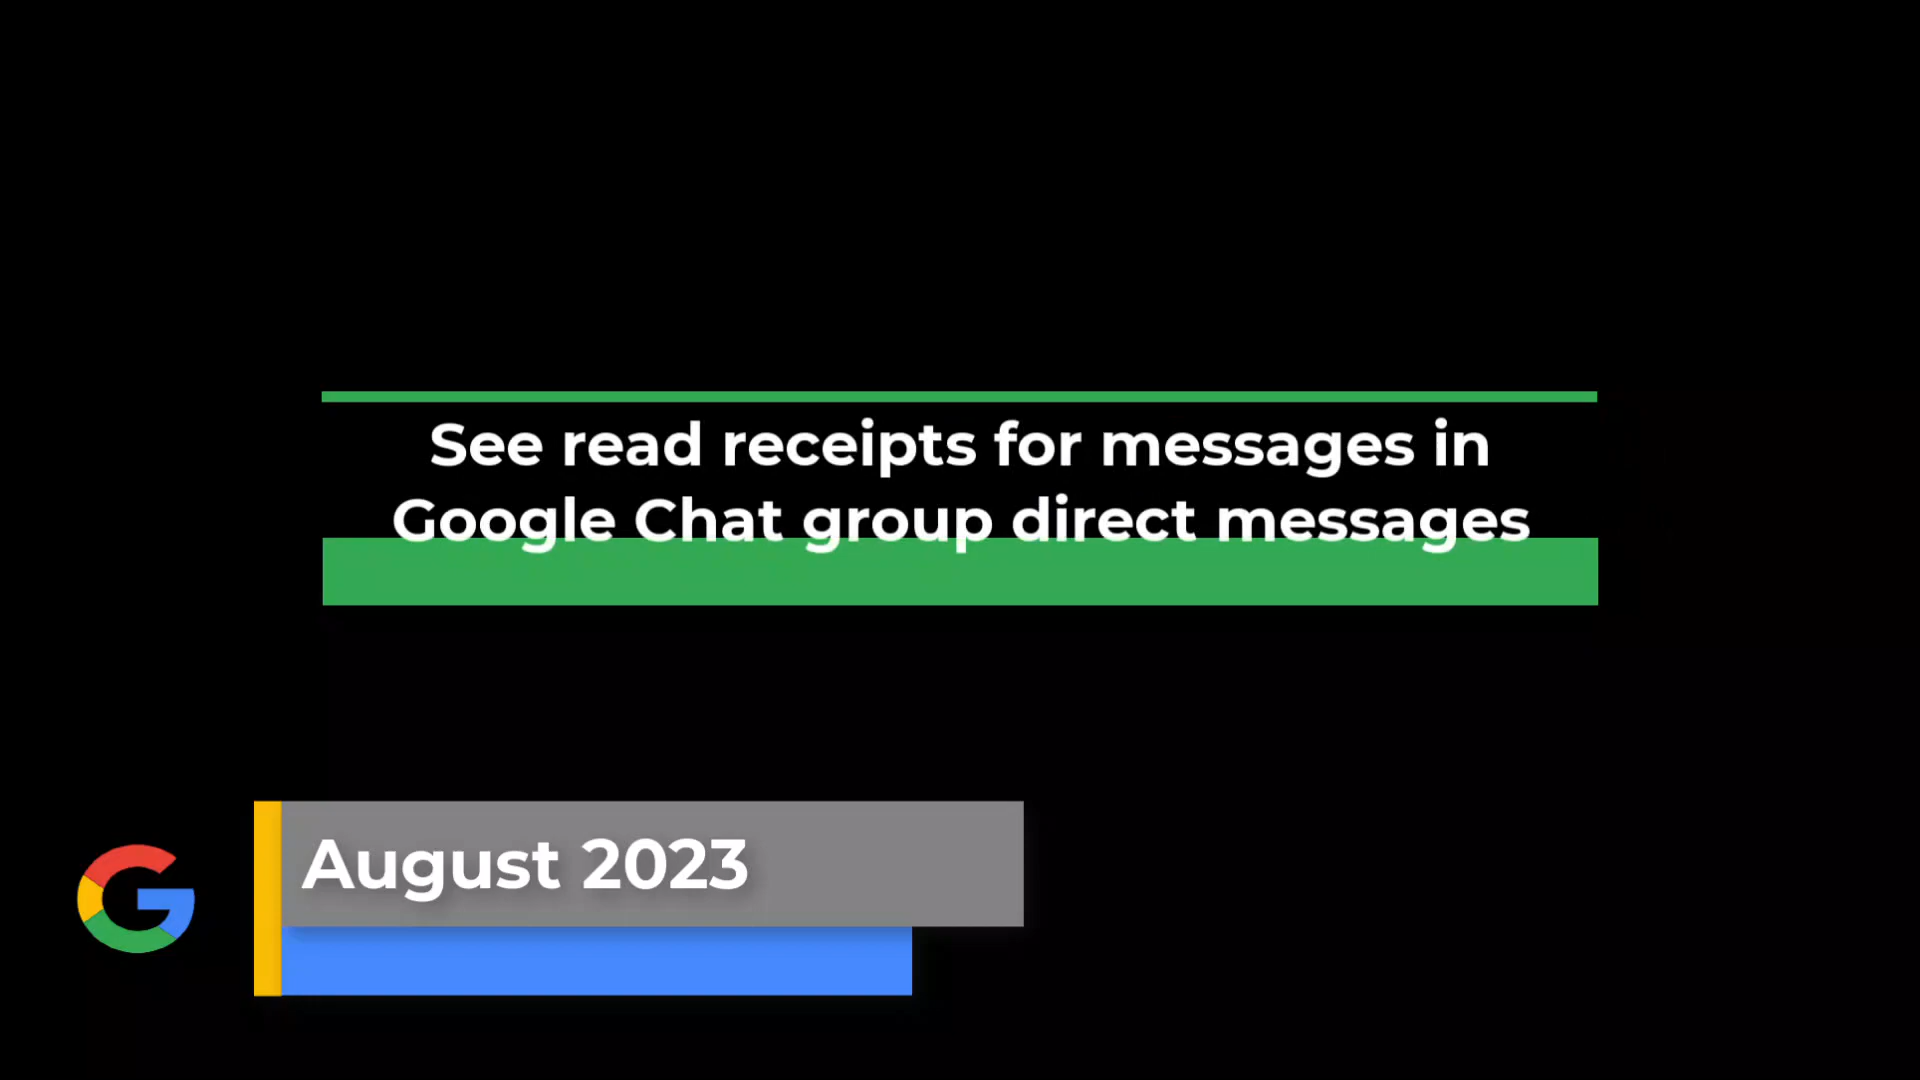 See read receipts for messages in
Google Chat group direct messages
August 2023